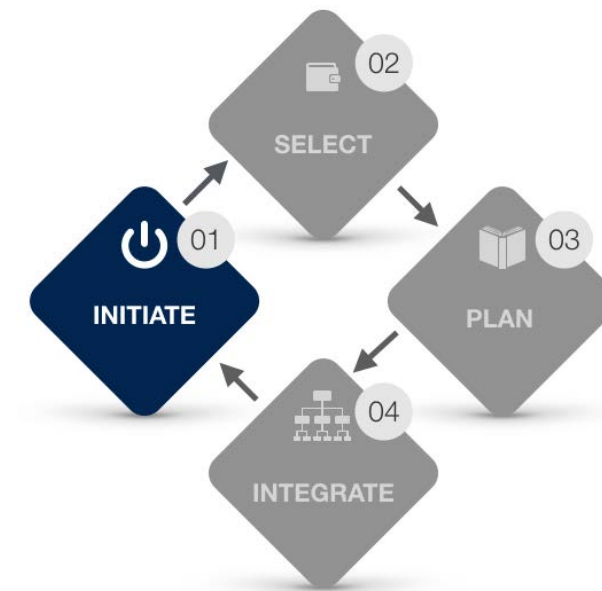 01
INITIATE
02
SELECT
03
PLAN
04
INTEGRATE